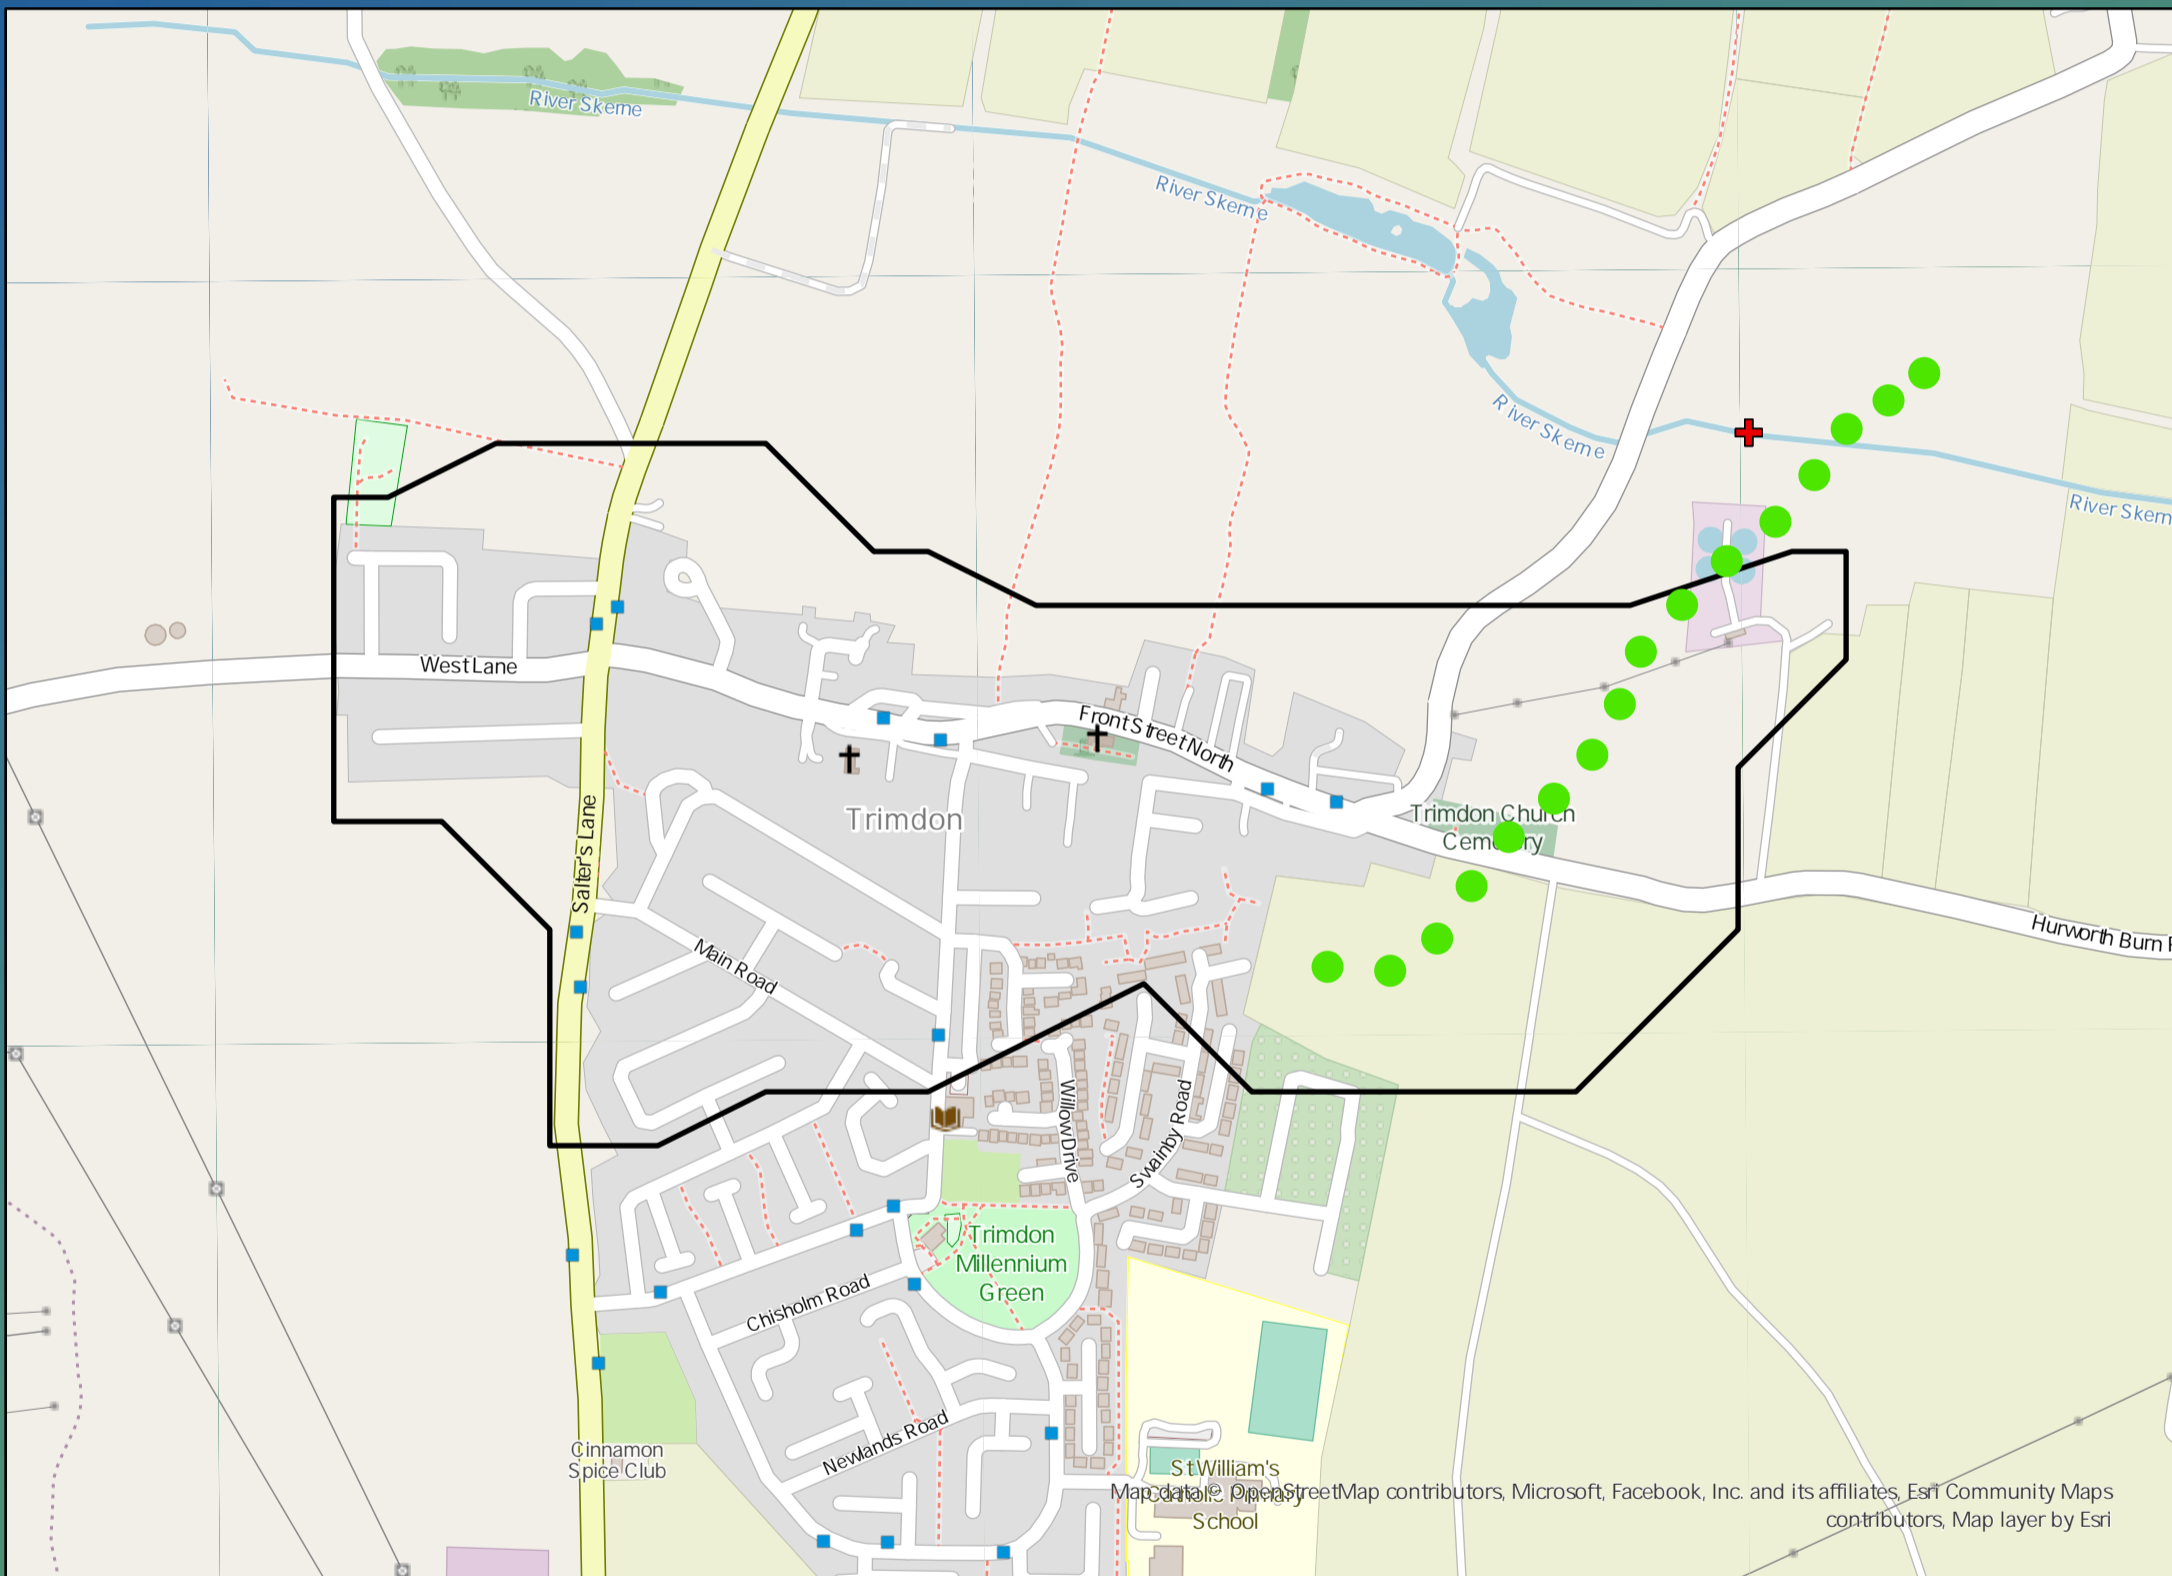 River Skerne
River Skerne
River Skerne
River Skern
West Lane
Front Street North
Trimdon
Trimdon Church
Cemetery
Salter's Lane
Main Road
Hurworth Burn R
Willow Drive
Swainby Road
Trimdon
Millennium
Green
Chisholm Road
Newlands Road
Cinnamon
Spice Club
St William's
Catholic Primary
School
Map data © OpenStreetMap contributors, Microsoft, Facebook, Inc. and its affiliates, Esri Community Maps
contributors, Map layer by Esri